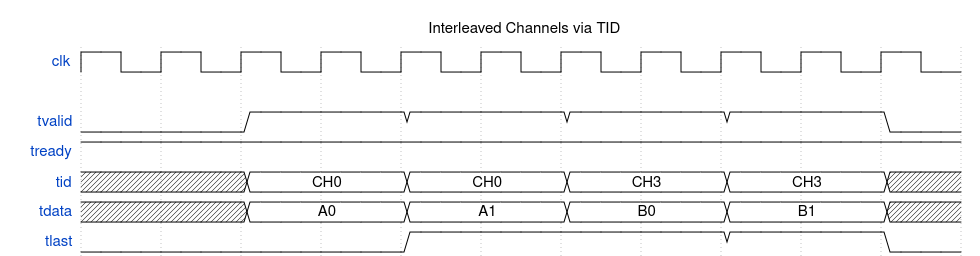 Interleaved Channels via TID
clk
tvalid
tready
tid CH0 CH0 CH3 CH3
tdata A0 A1 B0 B1
tlast